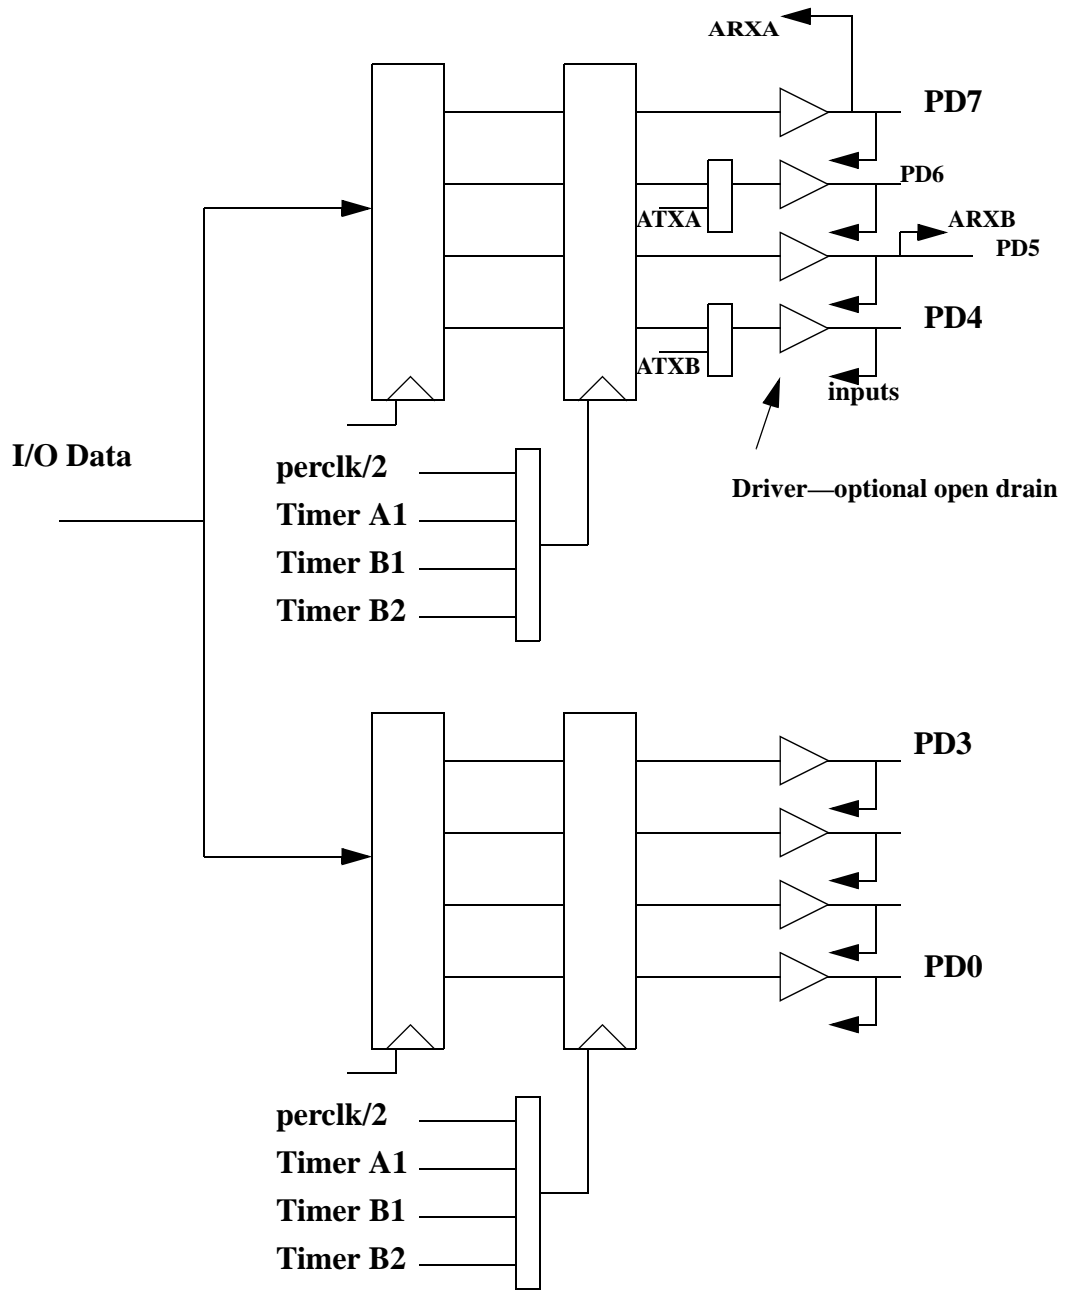 ARXA
PD7
PD6
ATXA
ARXB
PD5
PD4
ATXB
inputs
I/O Data
perclk/2
Driver—optional open drain
Timer A1
Timer B1
Timer B2
PD3
PD0
perclk/2
Timer A1
Timer B1
Timer B2